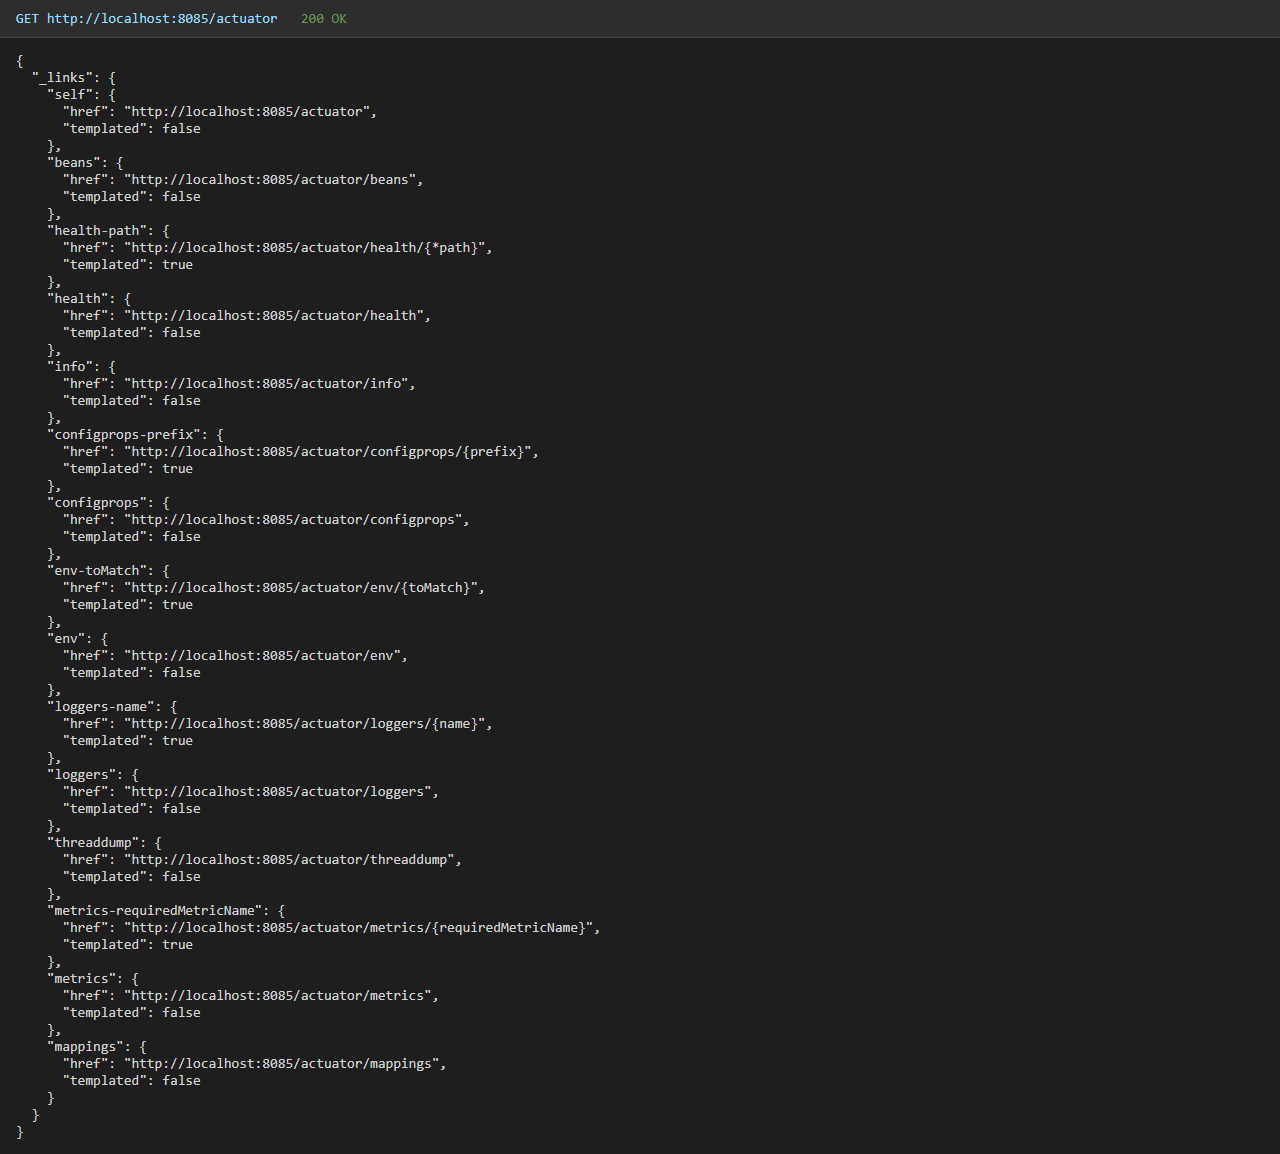 GET http://localhost:8085/actuator 200 OK
{
  "_links": {
    "self": {
      "href": "http://localhost:8085/actuator",
      "templated": false
    },
    "beans": {
      "href": "http://localhost:8085/actuator/beans",
      "templated": false
    },
    "health-path": {
      "href": "http://localhost:8085/actuator/health/{*path}",
      "templated": true
    },
    "health": {
      "href": "http://localhost:8085/actuator/health",
      "templated": false
    },
    "info": {
      "href": "http://localhost:8085/actuator/info",
      "templated": false
    },
    "configprops-prefix": {
      "href": "http://localhost:8085/actuator/configprops/{prefix}",
      "templated": true
    },
    "configprops": {
      "href": "http://localhost:8085/actuator/configprops",
      "templated": false
    },
    "env-toMatch": {
      "href": "http://localhost:8085/actuator/env/{toMatch}",
      "templated": true
    },
    "env": {
      "href": "http://localhost:8085/actuator/env",
      "templated": false
    },
    "loggers-name": {
      "href": "http://localhost:8085/actuator/loggers/{name}",
      "templated": true
    },
    "loggers": {
      "href": "http://localhost:8085/actuator/loggers",
      "templated": false
    },
    "threaddump": {
      "href": "http://localhost:8085/actuator/threaddump",
      "templated": false
    },
    "metrics-requiredMetricName": {
      "href": "http://localhost:8085/actuator/metrics/{requiredMetricName}",
      "templated": true
    },
    "metrics": {
      "href": "http://localhost:8085/actuator/metrics",
      "templated": false
    },
    "mappings": {
      "href": "http://localhost:8085/actuator/mappings",
      "templated": false
    }
  }
}